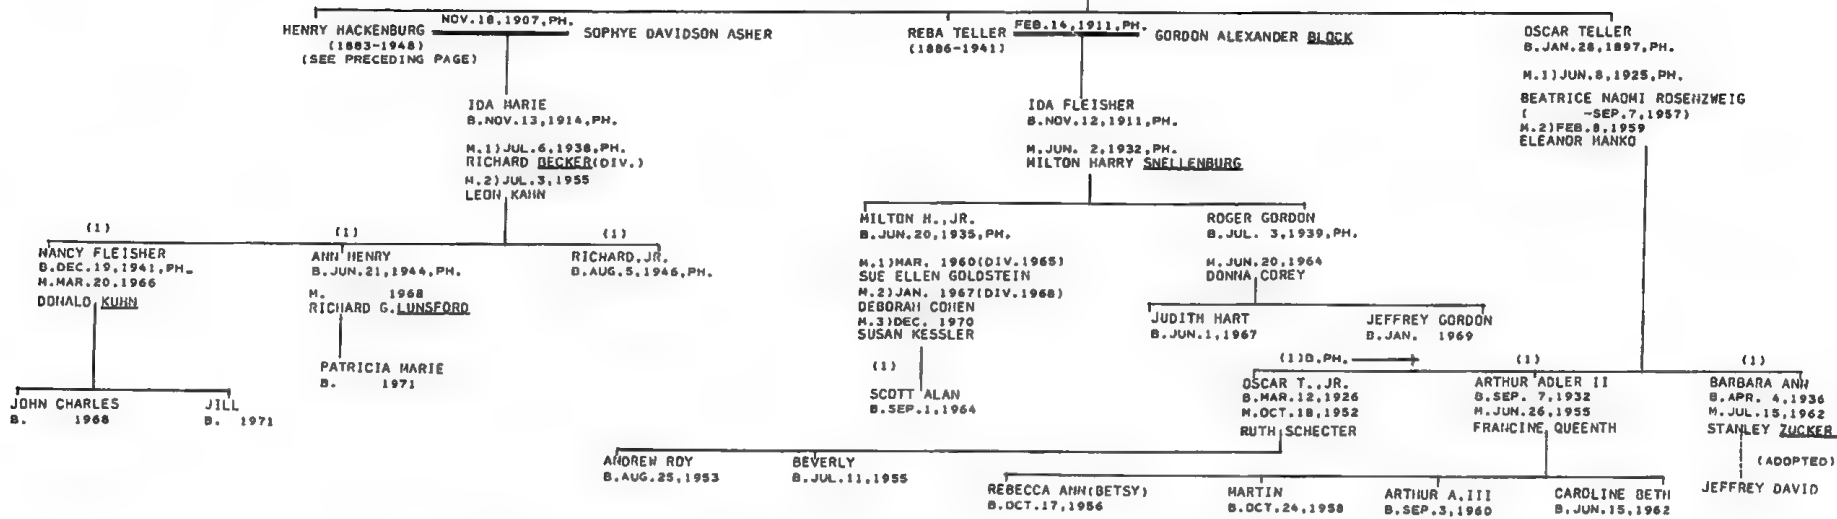 NOV.18,1907,PH.
HENRY HACKENBURG
SOPHYE DAVIDSON ASHER
(1883-1948)
(SEE PRECEDING PAGE)
FEB.14,1911,PH.
REBA TELLER
GORDON ALEXANDER BLOCK
(1886-1941)
OSCAR TELLER
B.JAN.28,1897,PH.
M.1)JUN.8,1925,PH.
BEATRICE NAOMI ROSENZWEIG
( -SEP.7,1957)
M.2)FEB.8,1959
ELEANOR HANKO
IDA MARIE
B.NOV.13,1914,PH.
M.1)JUL.6,1938,PH.
RICHARD BECKER(DIV.)
M.2)JUL.3,1955
LEON KAHN
IDA FLEISHER
B.NOV.12,1911,PH.
M.JUN. 2,1932,PH.
MILTON HARRY SNELLENBURG
(1)
NANCY FLEISHER
B.DEC.19,1941,PH.
M.MAR.20,1966
DONALD KUHN
(1)
ANN HENRY
B.JUN.21,1944,PH.
M. 1968
RICHARD G.LUNSFORD
(1)
RICHARD,JR.
B.AUG.5,1946,PH.
MILTON H.,JR.
B.JUN.20,1935,PH.
M.1)MAR. 1960(DIV.1965)
SUE ELLEN GOLDSTEIN
M.2)JAN. 1967(DIV.1968)
DEBORAH COHEN
M.3)DEC. 1970
SUSAN KESSLER
ROGER GORDON
B.JUL. 3,1939,PH.
M.JUN.20,1964
DONNA COREY
JUDITH HART
B.JUN.1,1967
JEFFREY GORDON
B.JAN. 1969
PATRICIA MARIE
B. 1971
(1)
SCOTT ALAN
B.SEP.1,1964
JOHN CHARLES
B. 1968
JILL
B. 1971
(1)B.PH.
OSCAR T.,JR.
B.MAR.12,1926
M.OCT.18,1952
RUTH SCHECTER
(1)
ARTHUR ADLER II
B.SEP. 7,1932
M.JUN.26,1955
FRANCINE QUEENTH
(1)
BARBARA ANN
B.APR. 4,1936
M.JUL.15,1962
STANLEY ZUCKER
(ADOPTED)
JEFFREY DAVID
ANDREW ROY
B.AUG.25,1953
BEVERLY
B.JUL.11,1955
REBECCA ANN(BETSY)
B.OCT.17,1956
MARTIN
B.OCT.24,1958
ARTHUR A.III
B.SEP.3,1960
CAROLINE BETH
B.JUN.15,1962